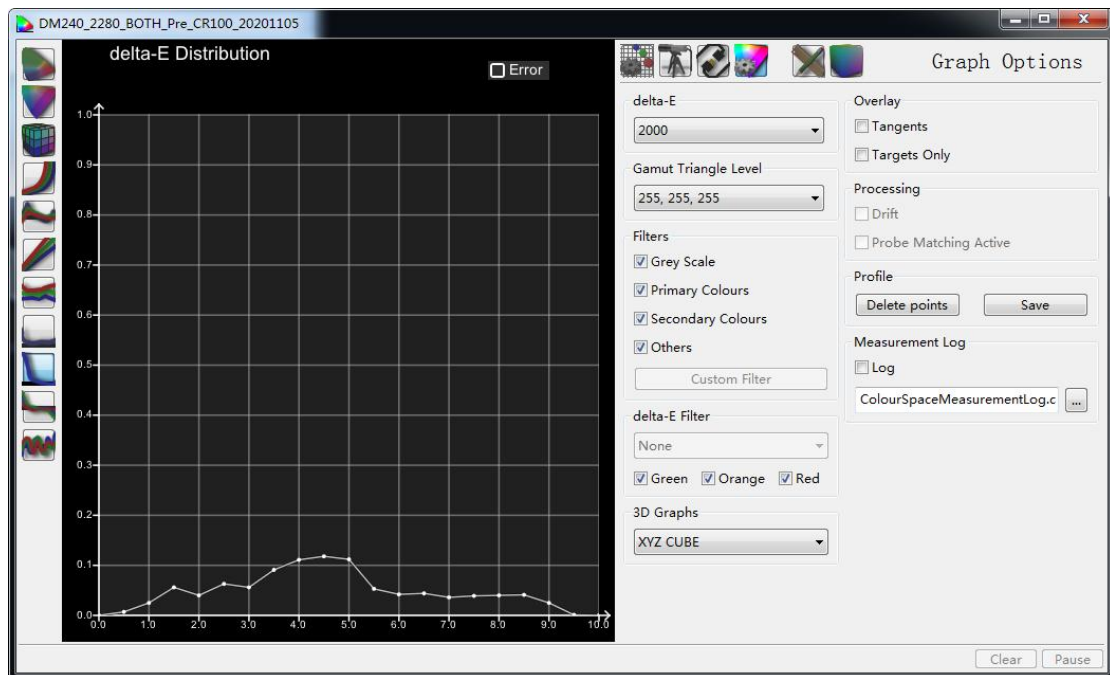 DM240_2280_BOTH_Pre_CR100_20201105
delta-E Distribution
Error
1.0
0.9
0.8
0.7
0.6
0.5
0.4
0.3
0.2
0.1
0.0
0.0 1.0 2.0 3.0 4.0 5.0 6.0 7.0 8.0 9.0 10.0
Graph Options
delta-E
2000
Gamut Triangle Level
255, 255, 255
Filters
Grey Scale
Primary Colours
Secondary Colours
Others
Custom Filter
delta-E Filter
None
Green Orange Red
3D Graphs
XYZ CUBE
Overlay
Tangents
Targets Only
Processing
Drift
Probe Matching Active
Profile
Delete points Save
Measurement Log
Log
ColourSpaceMeasurementLog.c ...
Clear Pause